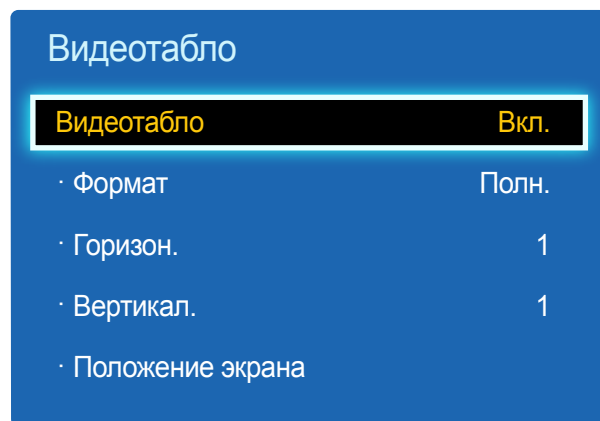 Видеотабло
Видеотабло Вкл.
· Формат Полн.
· Горизон. 1
· Вертикал. 1
· Положение экрана